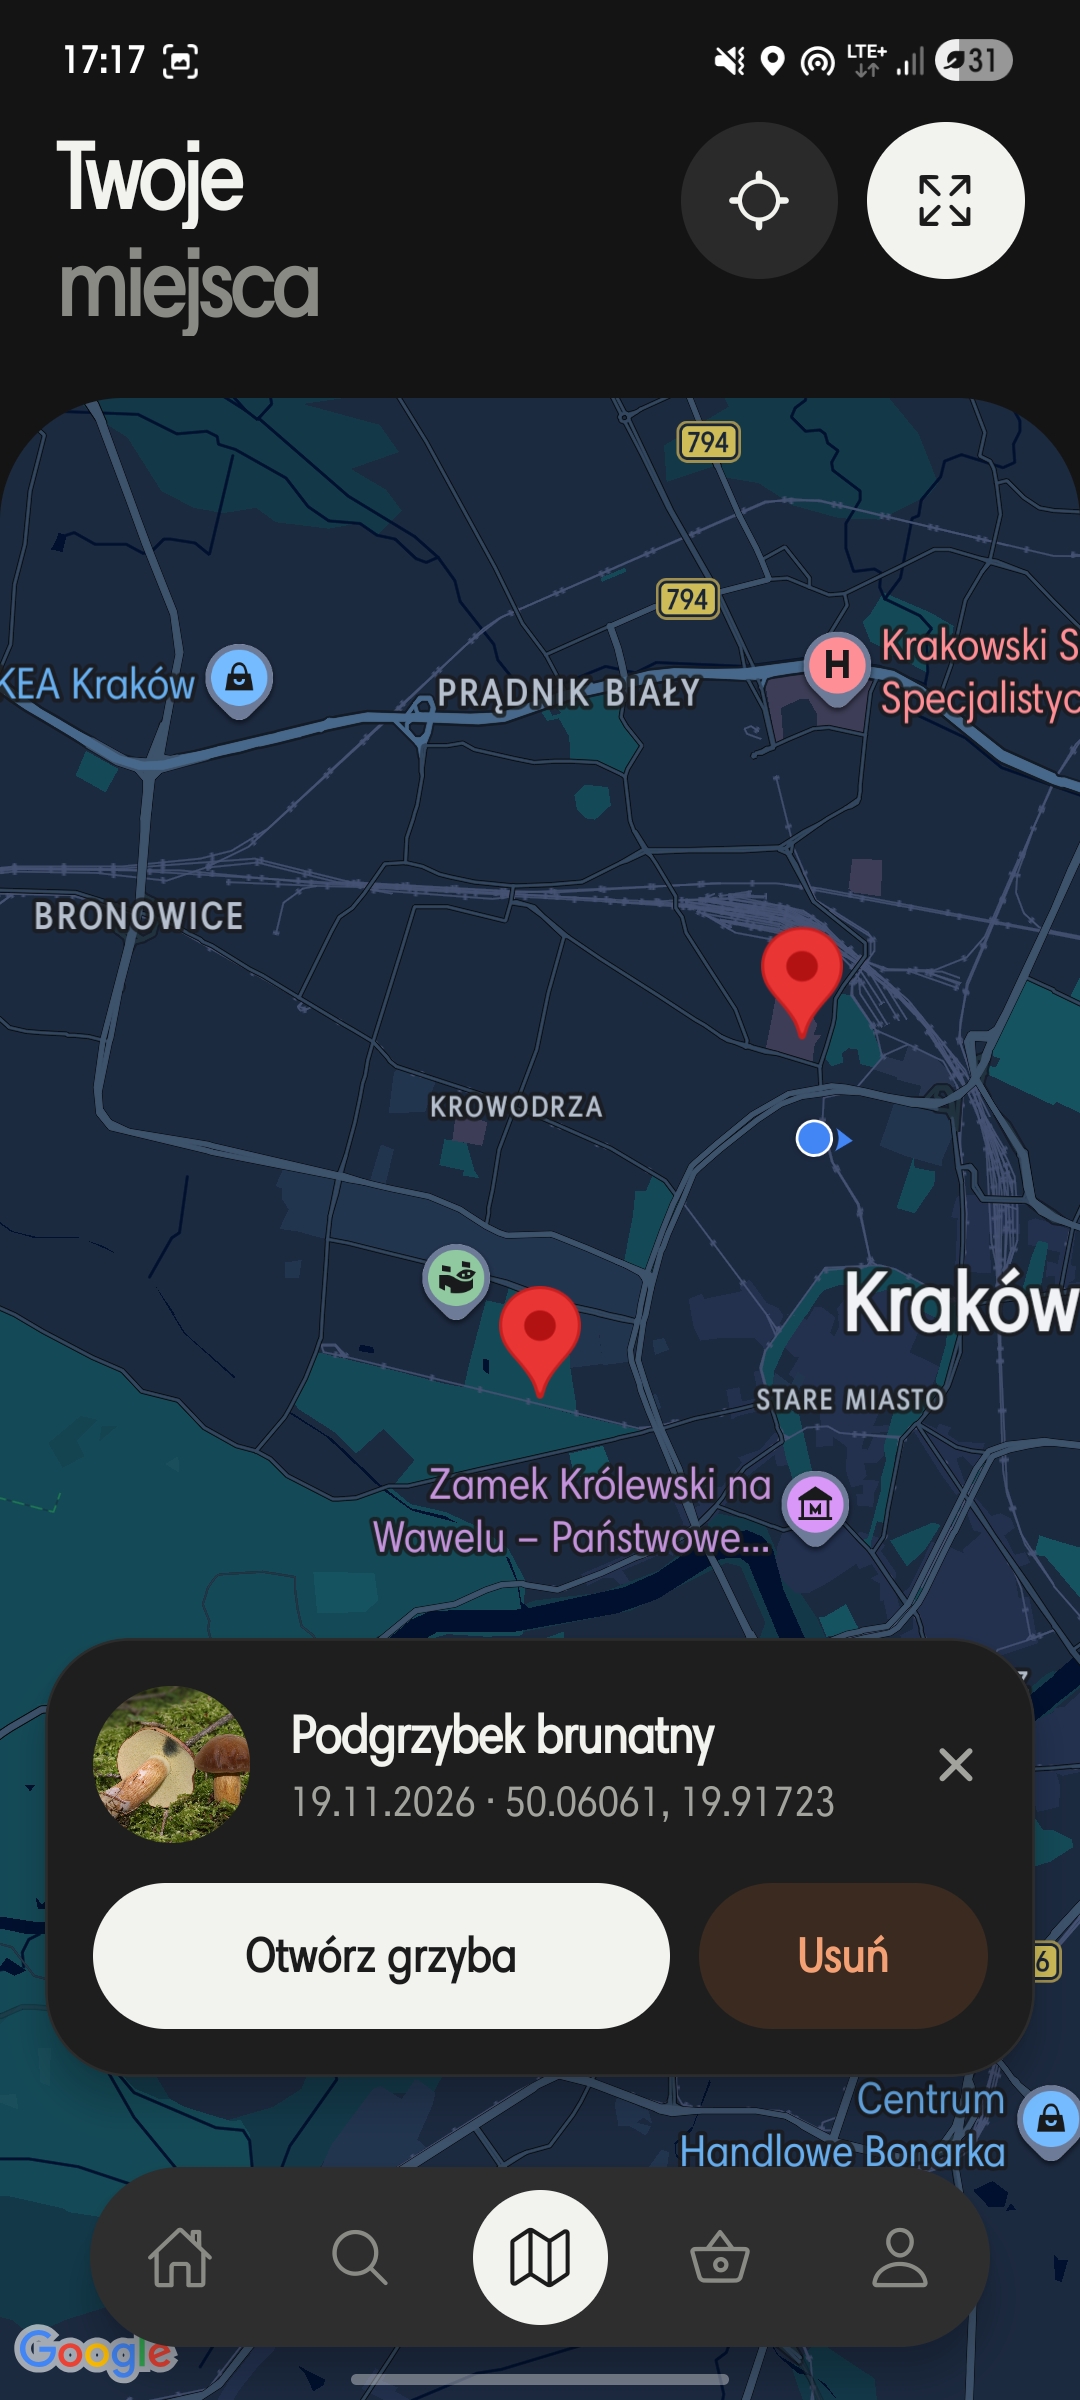 17:17
LTE+
31
Twoje
miejsca
794
794
KEA Kraków
PRĄDNIK BIAŁY
H
Krakowski S
Specjalistyc
BRONOWICE
KROWODRZA
Kraków
STARE MIASTO
Zamek Królewski na
Wawelu – Państwowe...
M
Podgrzybek brunatny
19.11.2026 · 50.06061, 19.91723
Otwórz grzyba
Usuń
6
Centrum
Handlowe Bonarka
Google